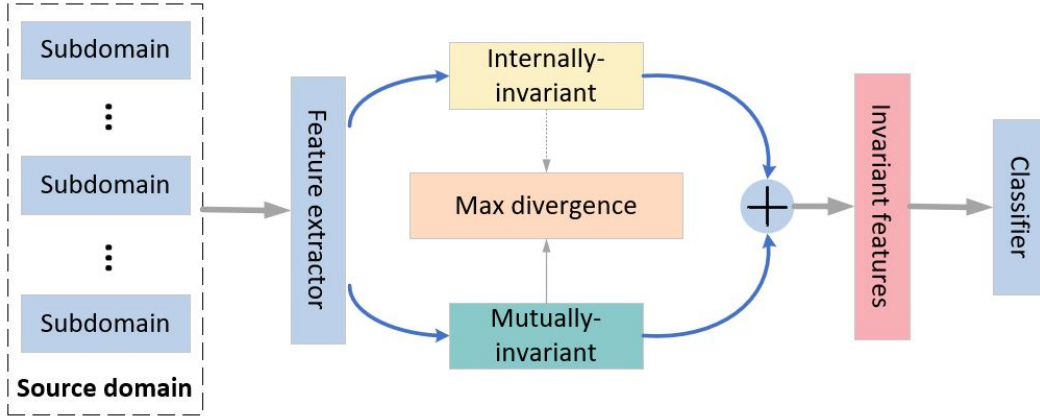 Subdomain
Subdomain
Subdomain
Source domain
Feature extractor
Internally-
invariant
Max divergence
Mutually-
invariant
Invariant features
Classifier